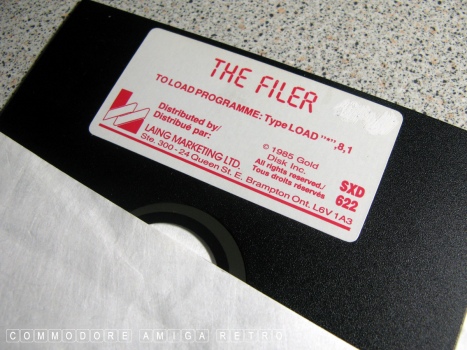 THE FILER
TO LOAD PROGRAMME: Type LOAD "*",8,1
Distributed by/
Distribué par:
LAING MARKETING LTD.
Ste. 300 - 24 Queen St. E. Brampton Ont. L6V 1A3
© 1985 Gold
Disk Inc.
All rights reserved./
Tous droits réservés
SXD
622
COMMODORE AMIGA RETRO